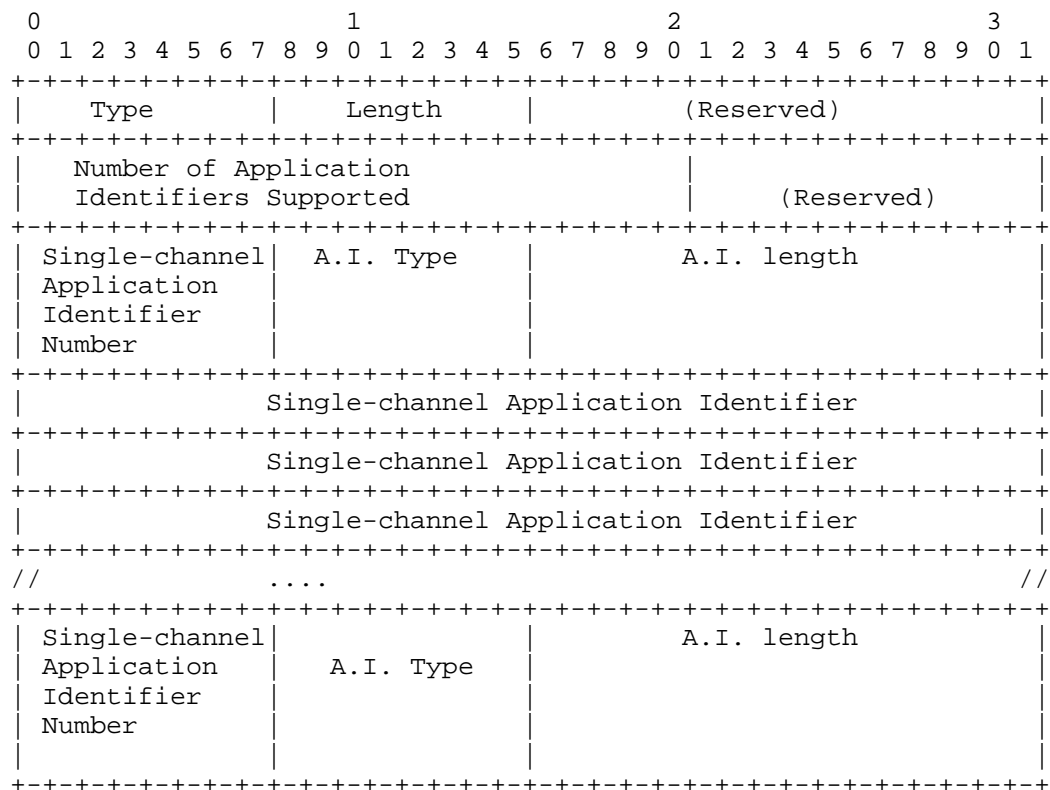 0                   1                   2                   3
 0 1 2 3 4 5 6 7 8 9 0 1 2 3 4 5 6 7 8 9 0 1 2 3 4 5 6 7 8 9 0 1
+-+-+-+-+-+-+-+-+-+-+-+-+-+-+-+-+-+-+-+-+-+-+-+-+-+-+-+-+-+-+-+-+
|    Type       |    Length     |         (Reserved)            |
+-+-+-+-+-+-+-+-+-+-+-+-+-+-+-+-+-+-+-+-+-+-+-+-+-+-+-+-+-+-+-+-+
|   Number of Application                 |                     |
|   Identifiers Supported                 |     (Reserved)      |
+-+-+-+-+-+-+-+-+-+-+-+-+-+-+-+-+-+-+-+-+-+-+-+-+-+-+-+-+-+-+-+-+
| Single-channel|  A.I. Type    |         A.I. length           |
| Application   |               |                               |
| Identifier    |               |                               |
| Number        |               |                               |
+-+-+-+-+-+-+-+-+-+-+-+-+-+-+-+-+-+-+-+-+-+-+-+-+-+-+-+-+-+-+-+-+
|               Single-channel Application Identifier           |
+-+-+-+-+-+-+-+-+-+-+-+-+-+-+-+-+-+-+-+-+-+-+-+-+-+-+-+-+-+-+-+-+
|               Single-channel Application Identifier           |
+-+-+-+-+-+-+-+-+-+-+-+-+-+-+-+-+-+-+-+-+-+-+-+-+-+-+-+-+-+-+-+-+
|               Single-channel Application Identifier           |
+-+-+-+-+-+-+-+-+-+-+-+-+-+-+-+-+-+-+-+-+-+-+-+-+-+-+-+-+-+-+-+-+
//              ....                                           //
+-+-+-+-+-+-+-+-+-+-+-+-+-+-+-+-+-+-+-+-+-+-+-+-+-+-+-+-+-+-+-+-+
| Single-channel|               |         A.I. length           |
| Application   |   A.I. Type   |                               |
| Identifier    |               |                               |
| Number        |               |                               |
|               |               |                               |
+-+-+-+-+-+-+-+-+-+-+-+-+-+-+-+-+-+-+-+-+-+-+-+-+-+-+-+-+-+-+-+-+